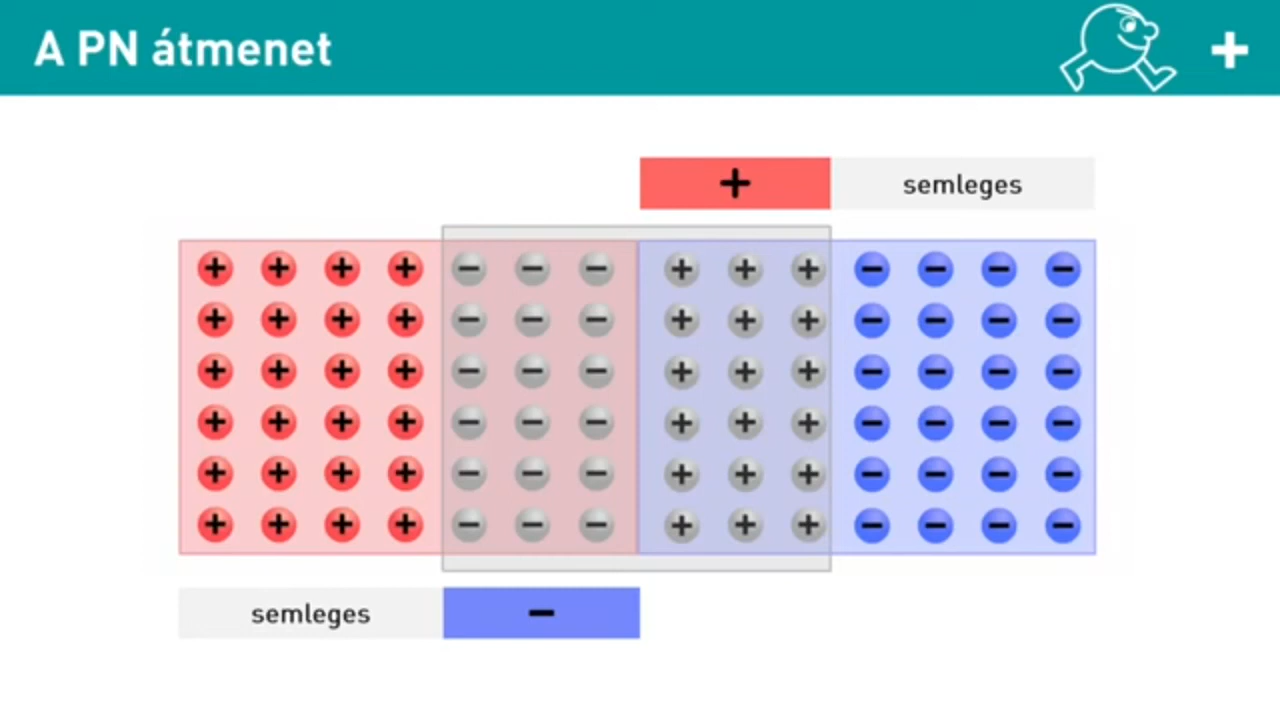 A PN átmenet
+
+ semleges
+ + + + − − − + + + − − − −
+ + + + − − − + + + − − − −
+ + + + − − − + + + − − − −
+ + + + − − − + + + − − − −
+ + + + − − − + + + − − − −
+ + + + − − − + + + − − − −
semleges −